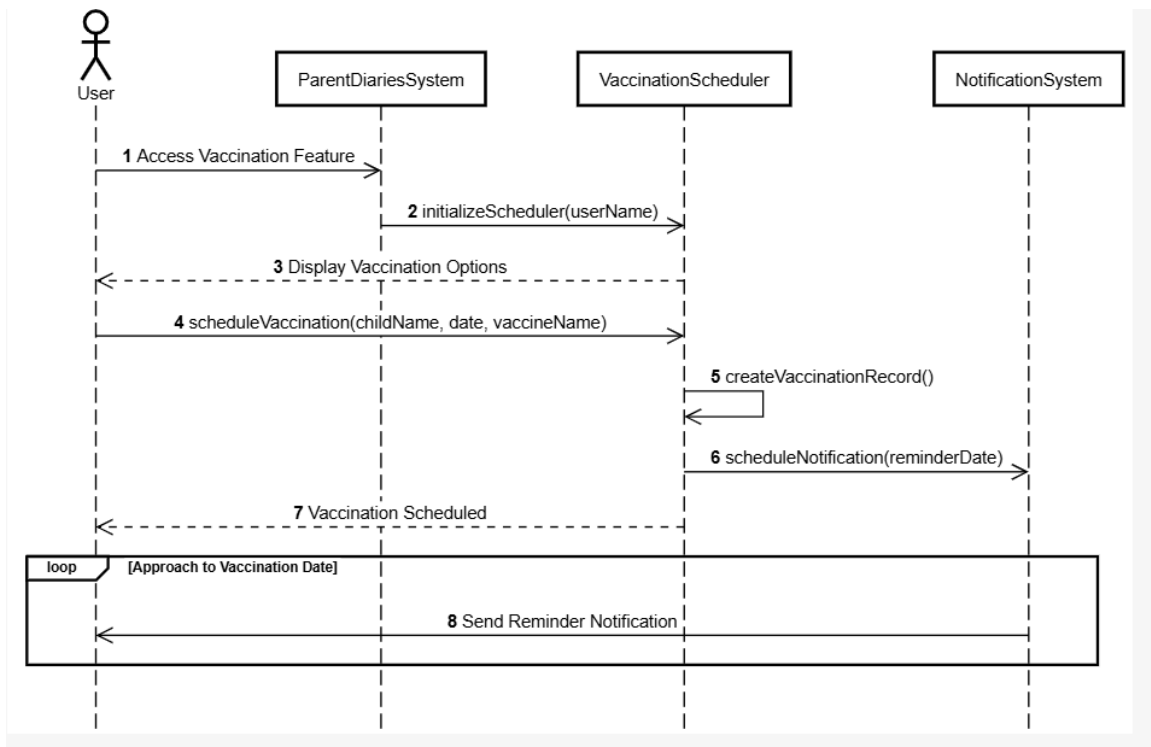 User
ParentDiariesSystem
VaccinationScheduler
NotificationSystem
1 Access Vaccination Feature
2 initializeScheduler(userName)
3 Display Vaccination Options
4 scheduleVaccination(childName, date, vaccineName)
5 createVaccinationRecord()
6 scheduleNotification(reminderDate)
7 Vaccination Scheduled
loop [Approach to Vaccination Date]
8 Send Reminder Notification